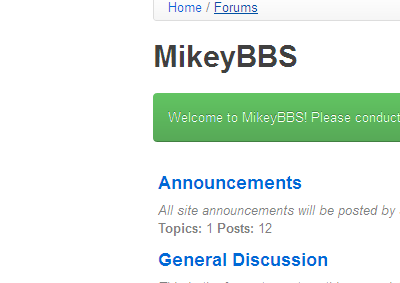 Home / Forums
MikeyBBS
Welcome to MikeyBBS! Please conduct
Announcements
All site announcements will be posted by
Topics: 1 Posts: 12
General Discussion